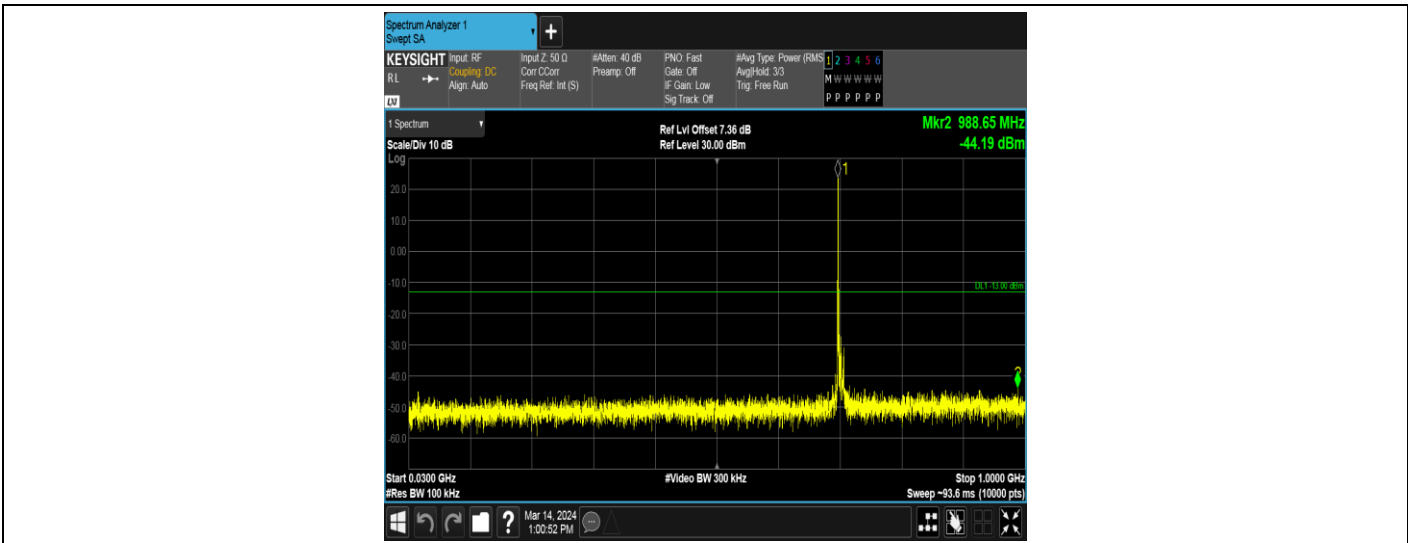 Spectrum Analyzer 1
Swept SA
+
KEYSIGHT
RL
LXI
Input: RF
Coupling: DC
Align: Auto
Input Z: 50 Ω
Corr CCorr
Freq Ref: Int (S)
#Atten: 40 dB
Preamp: Off
PNO: Fast
Gate: Off
IF Gain: Low
Sig Track: Off
#Avg Type: Power (RMS
Avg|Hold: 3/3
Trig: Free Run
1 2 3 4 5 6
M W W W W W
P P P P P P
1 Spectrum
Scale/Div 10 dB
Log
Ref Lvl Offset 7.36 dB
Ref Level 30.00 dBm
Mkr2 988.65 MHz
-44.19 dBm
1
20.0
10.0
0.00
-10.0
DL1 -13.00 dBm
-20.0
-30.0
-40.0
2
-50.0
-60.0
Start 0.0300 GHz
#Res BW 100 kHz
#Video BW 300 kHz
Stop 1.0000 GHz
Sweep ~93.6 ms (10000 pts)
?
Mar 14, 2024
1:00:52 PM